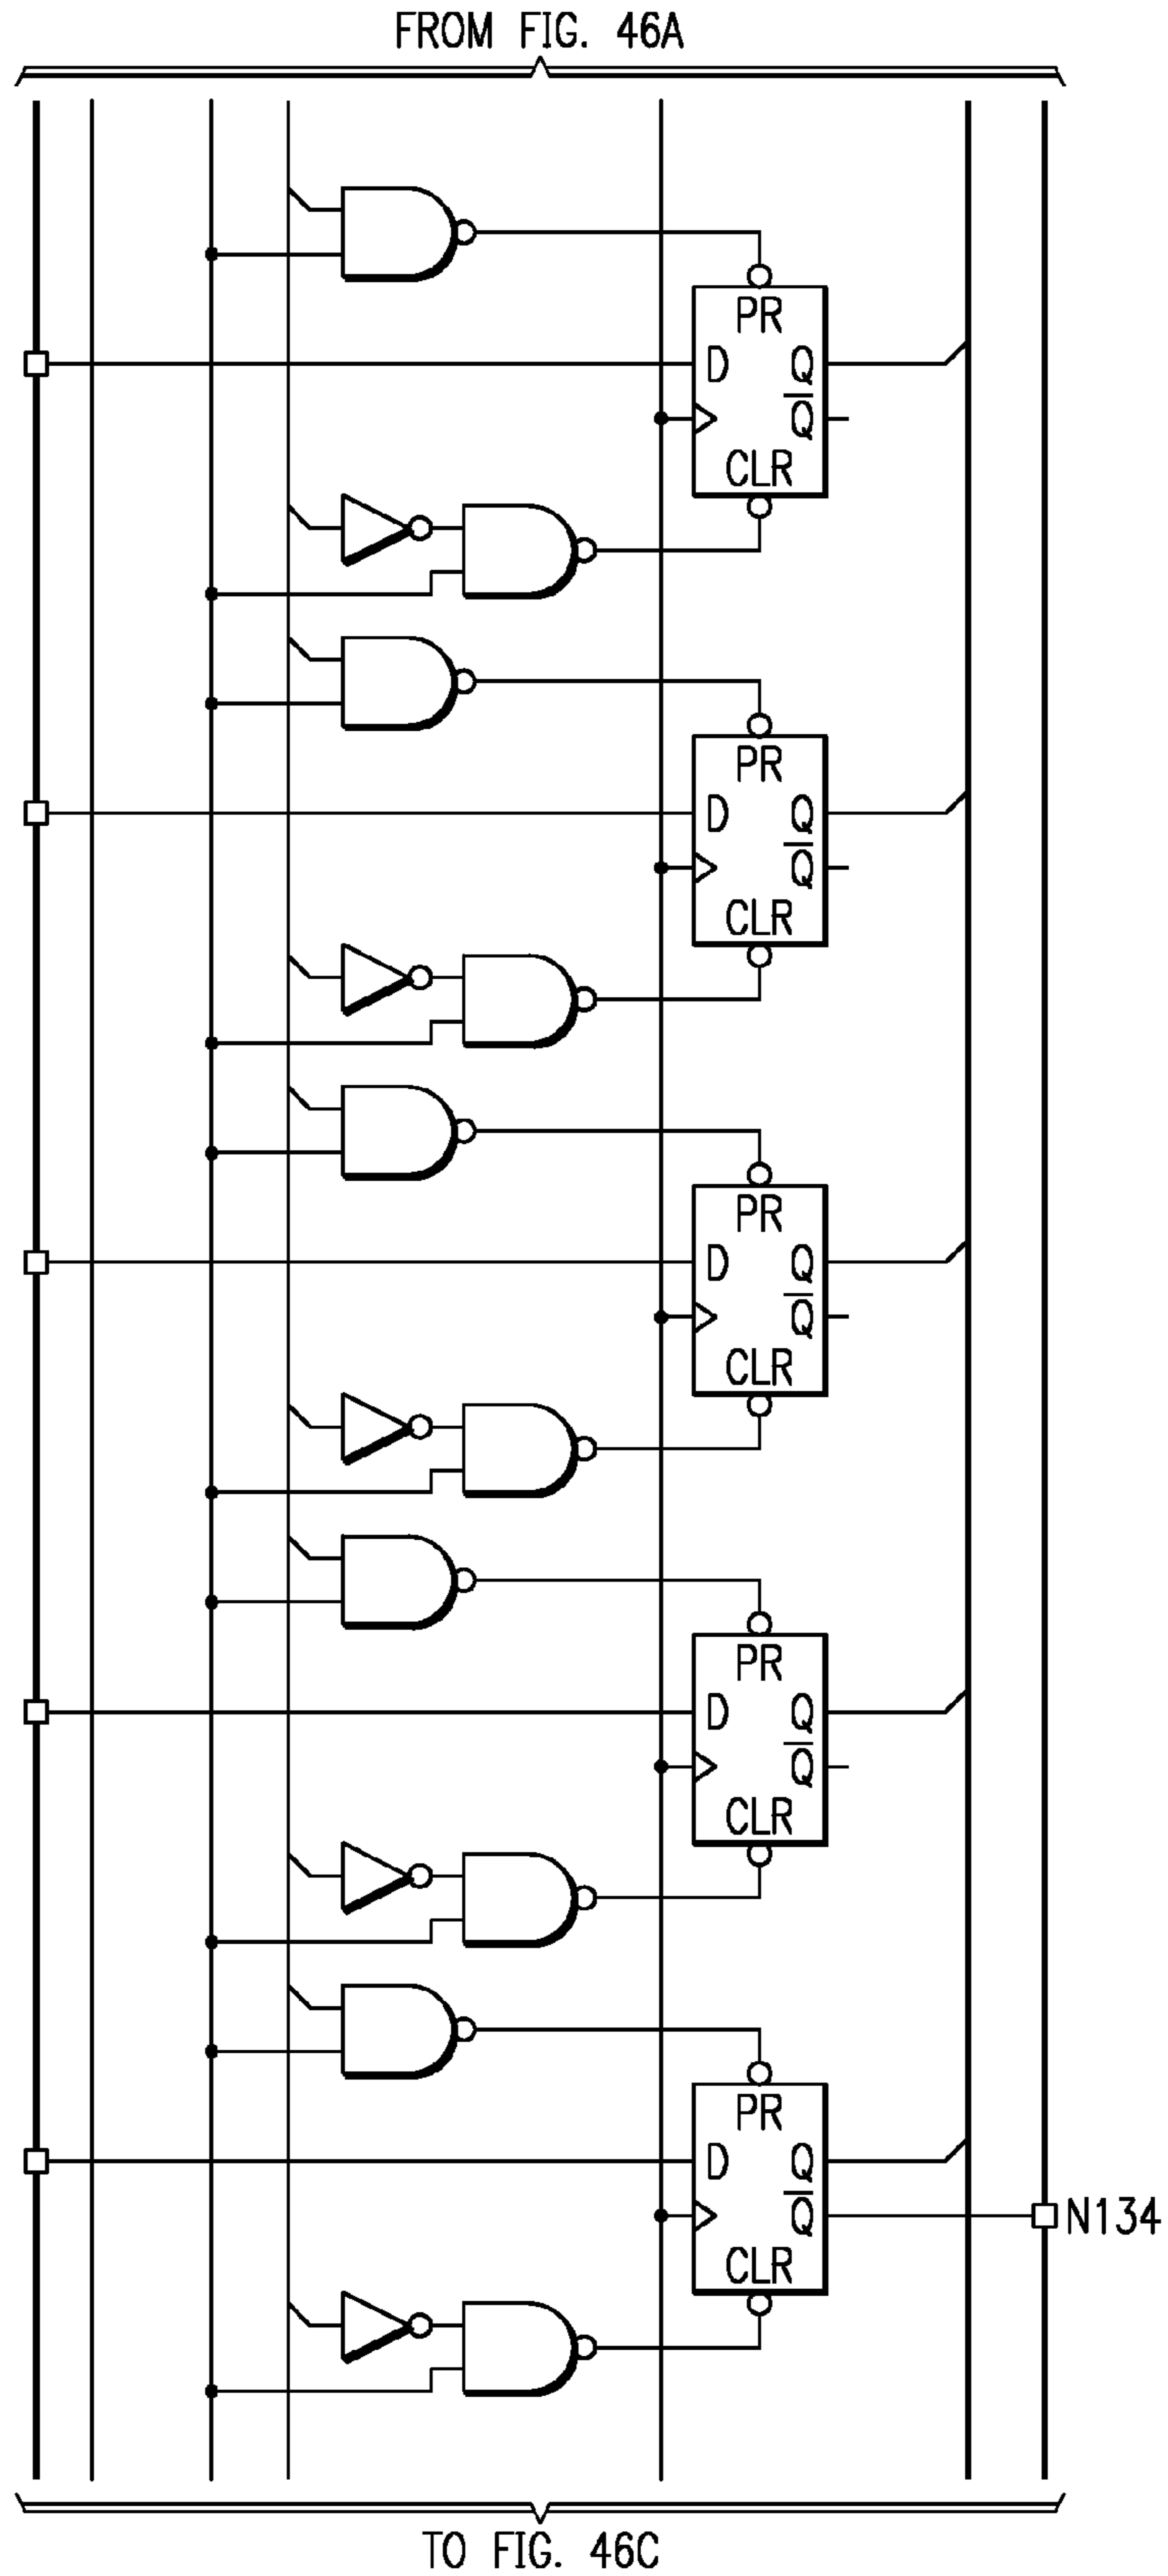 FROM FIG. 46A
PR
D Q
Q̅
CLR
PR
D Q
Q̅
CLR
PR
D Q
Q̅
CLR
PR
D Q
Q̅
CLR
PR
D Q
Q̅ N134
CLR
TO FIG. 46C